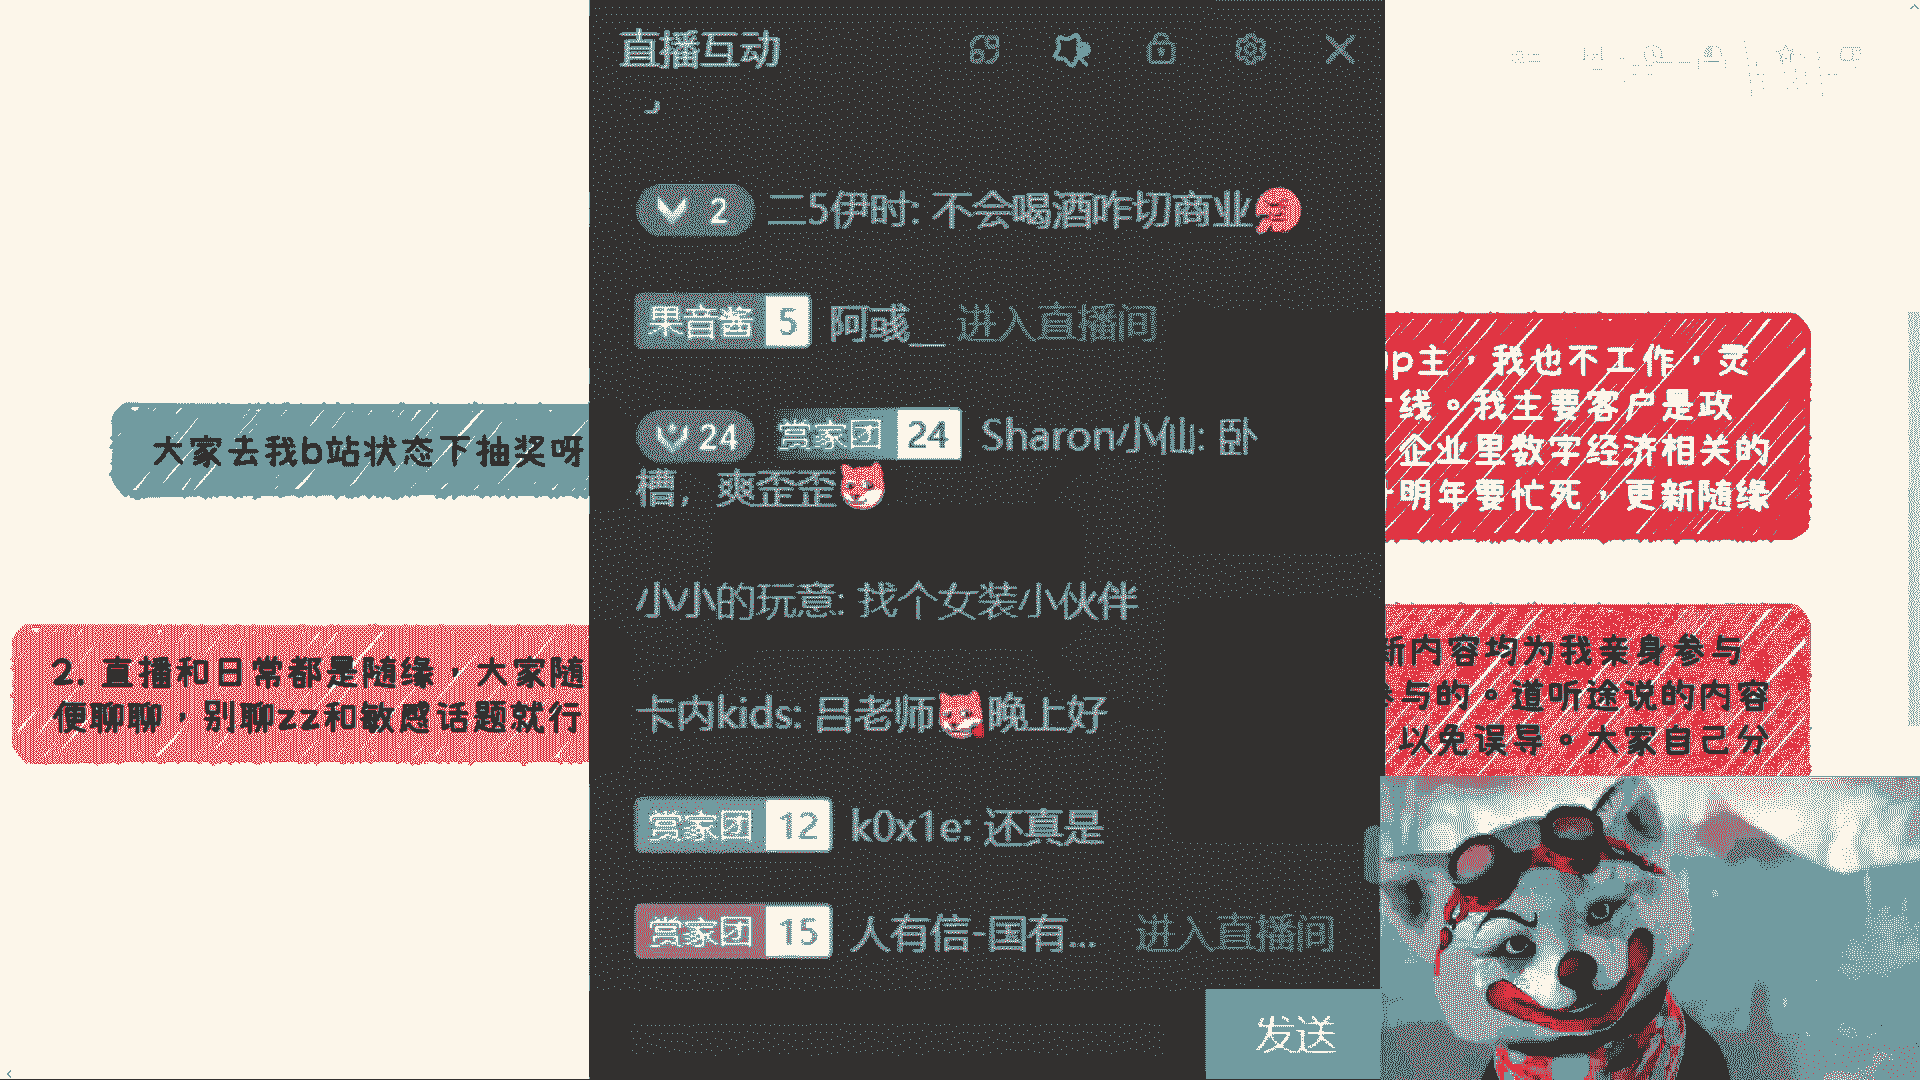 直播互动
2 二5伊时: 不会喝酒咋切商业
果音酱 5 阿彧__ 进入直播间
24 赏家团 24 Sharon小仙: 卧
槽，爽歪歪
小小的玩意: 找个女装小伙伴
卡内kids: 吕老师 晚上好
赏家团 12 k0x1e: 还真是
赏家团 15 人有信-国有... 进入直播间
发送
大家去我b站状态下抽奖呀
2. 直播和日常都是随缘，大家随
便聊聊，别聊zz和敏感话题就行
p主，我也不工作，灵
线。我主要客户是政
企业里数字经济相关的
明年要忙死，更新随缘
新内容均为我亲身参与
参与的。道听途说的内容
以免误导。大家自己分